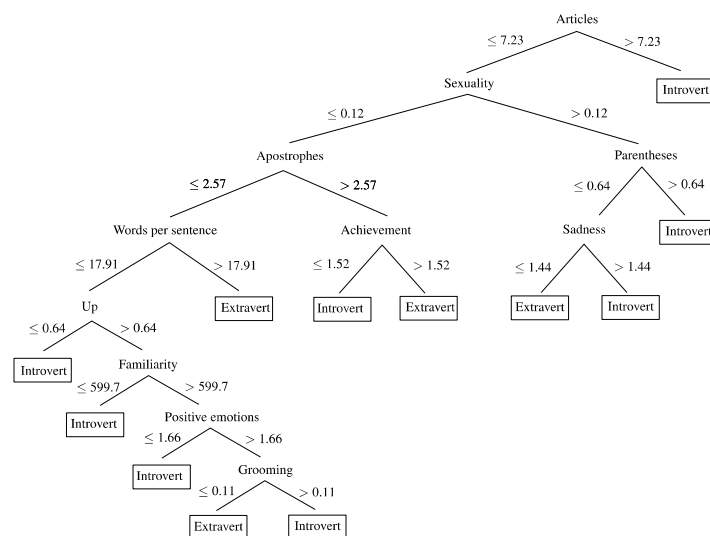 Articles
≤ 7.23
> 7.23
Sexuality
Introvert
≤ 0.12
> 0.12
Apostrophes
Parentheses
≤ 2.57
> 2.57
≤ 0.64
> 0.64
Words per sentence
Achievement
Sadness
Introvert
≤ 17.91
> 17.91
≤ 1.52
> 1.52
≤ 1.44
> 1.44
Up
Extravert
Introvert
Extravert
Extravert
Introvert
≤ 0.64
> 0.64
Introvert
Familiarity
≤ 599.7
> 599.7
Introvert
Positive emotions
≤ 1.66
> 1.66
Introvert
Grooming
≤ 0.11
> 0.11
Extravert
Introvert